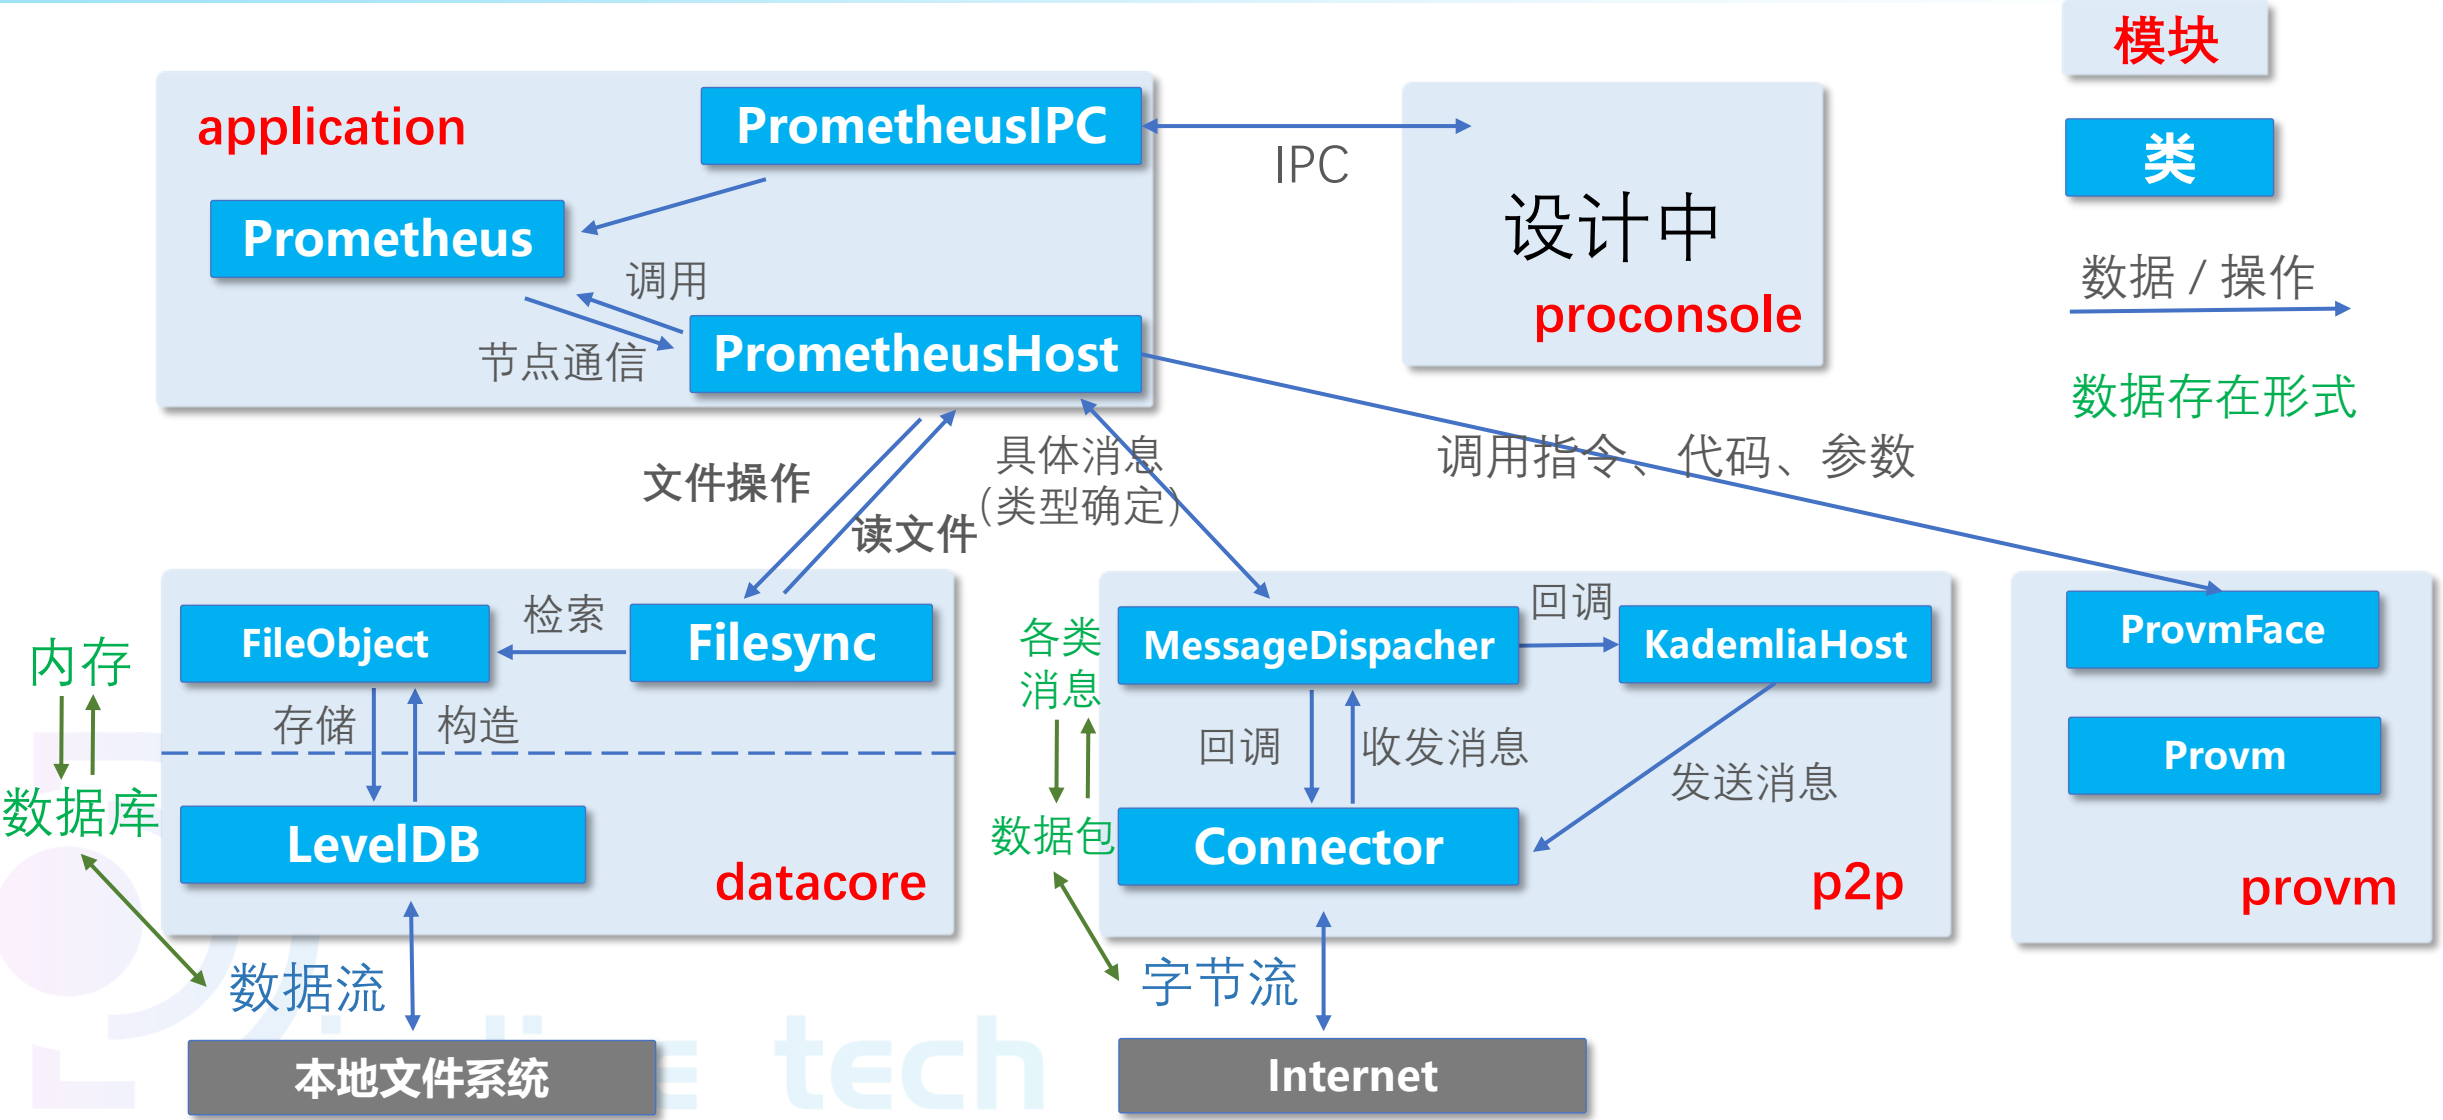 模块
application
PrometheusIPC
IPC
类
Prometheus
设计中
调用
数据 / 操作
proconsole
节点通信
PrometheusHost
数据存在形式
具体消息
(类型确定)
调用指令、代码、参数
文件操作
读文件
FileObject
检索
Filesync
各类
消息
MessageDispacher
回调
KademliaHost
ProvmFace
内存
存储
构造
回调
收发消息
发送消息
Provm
数据库
LevelDB
datacore
数据包
Connector
p2p
provm
数据流
字节流
本地文件系统
Internet
tech